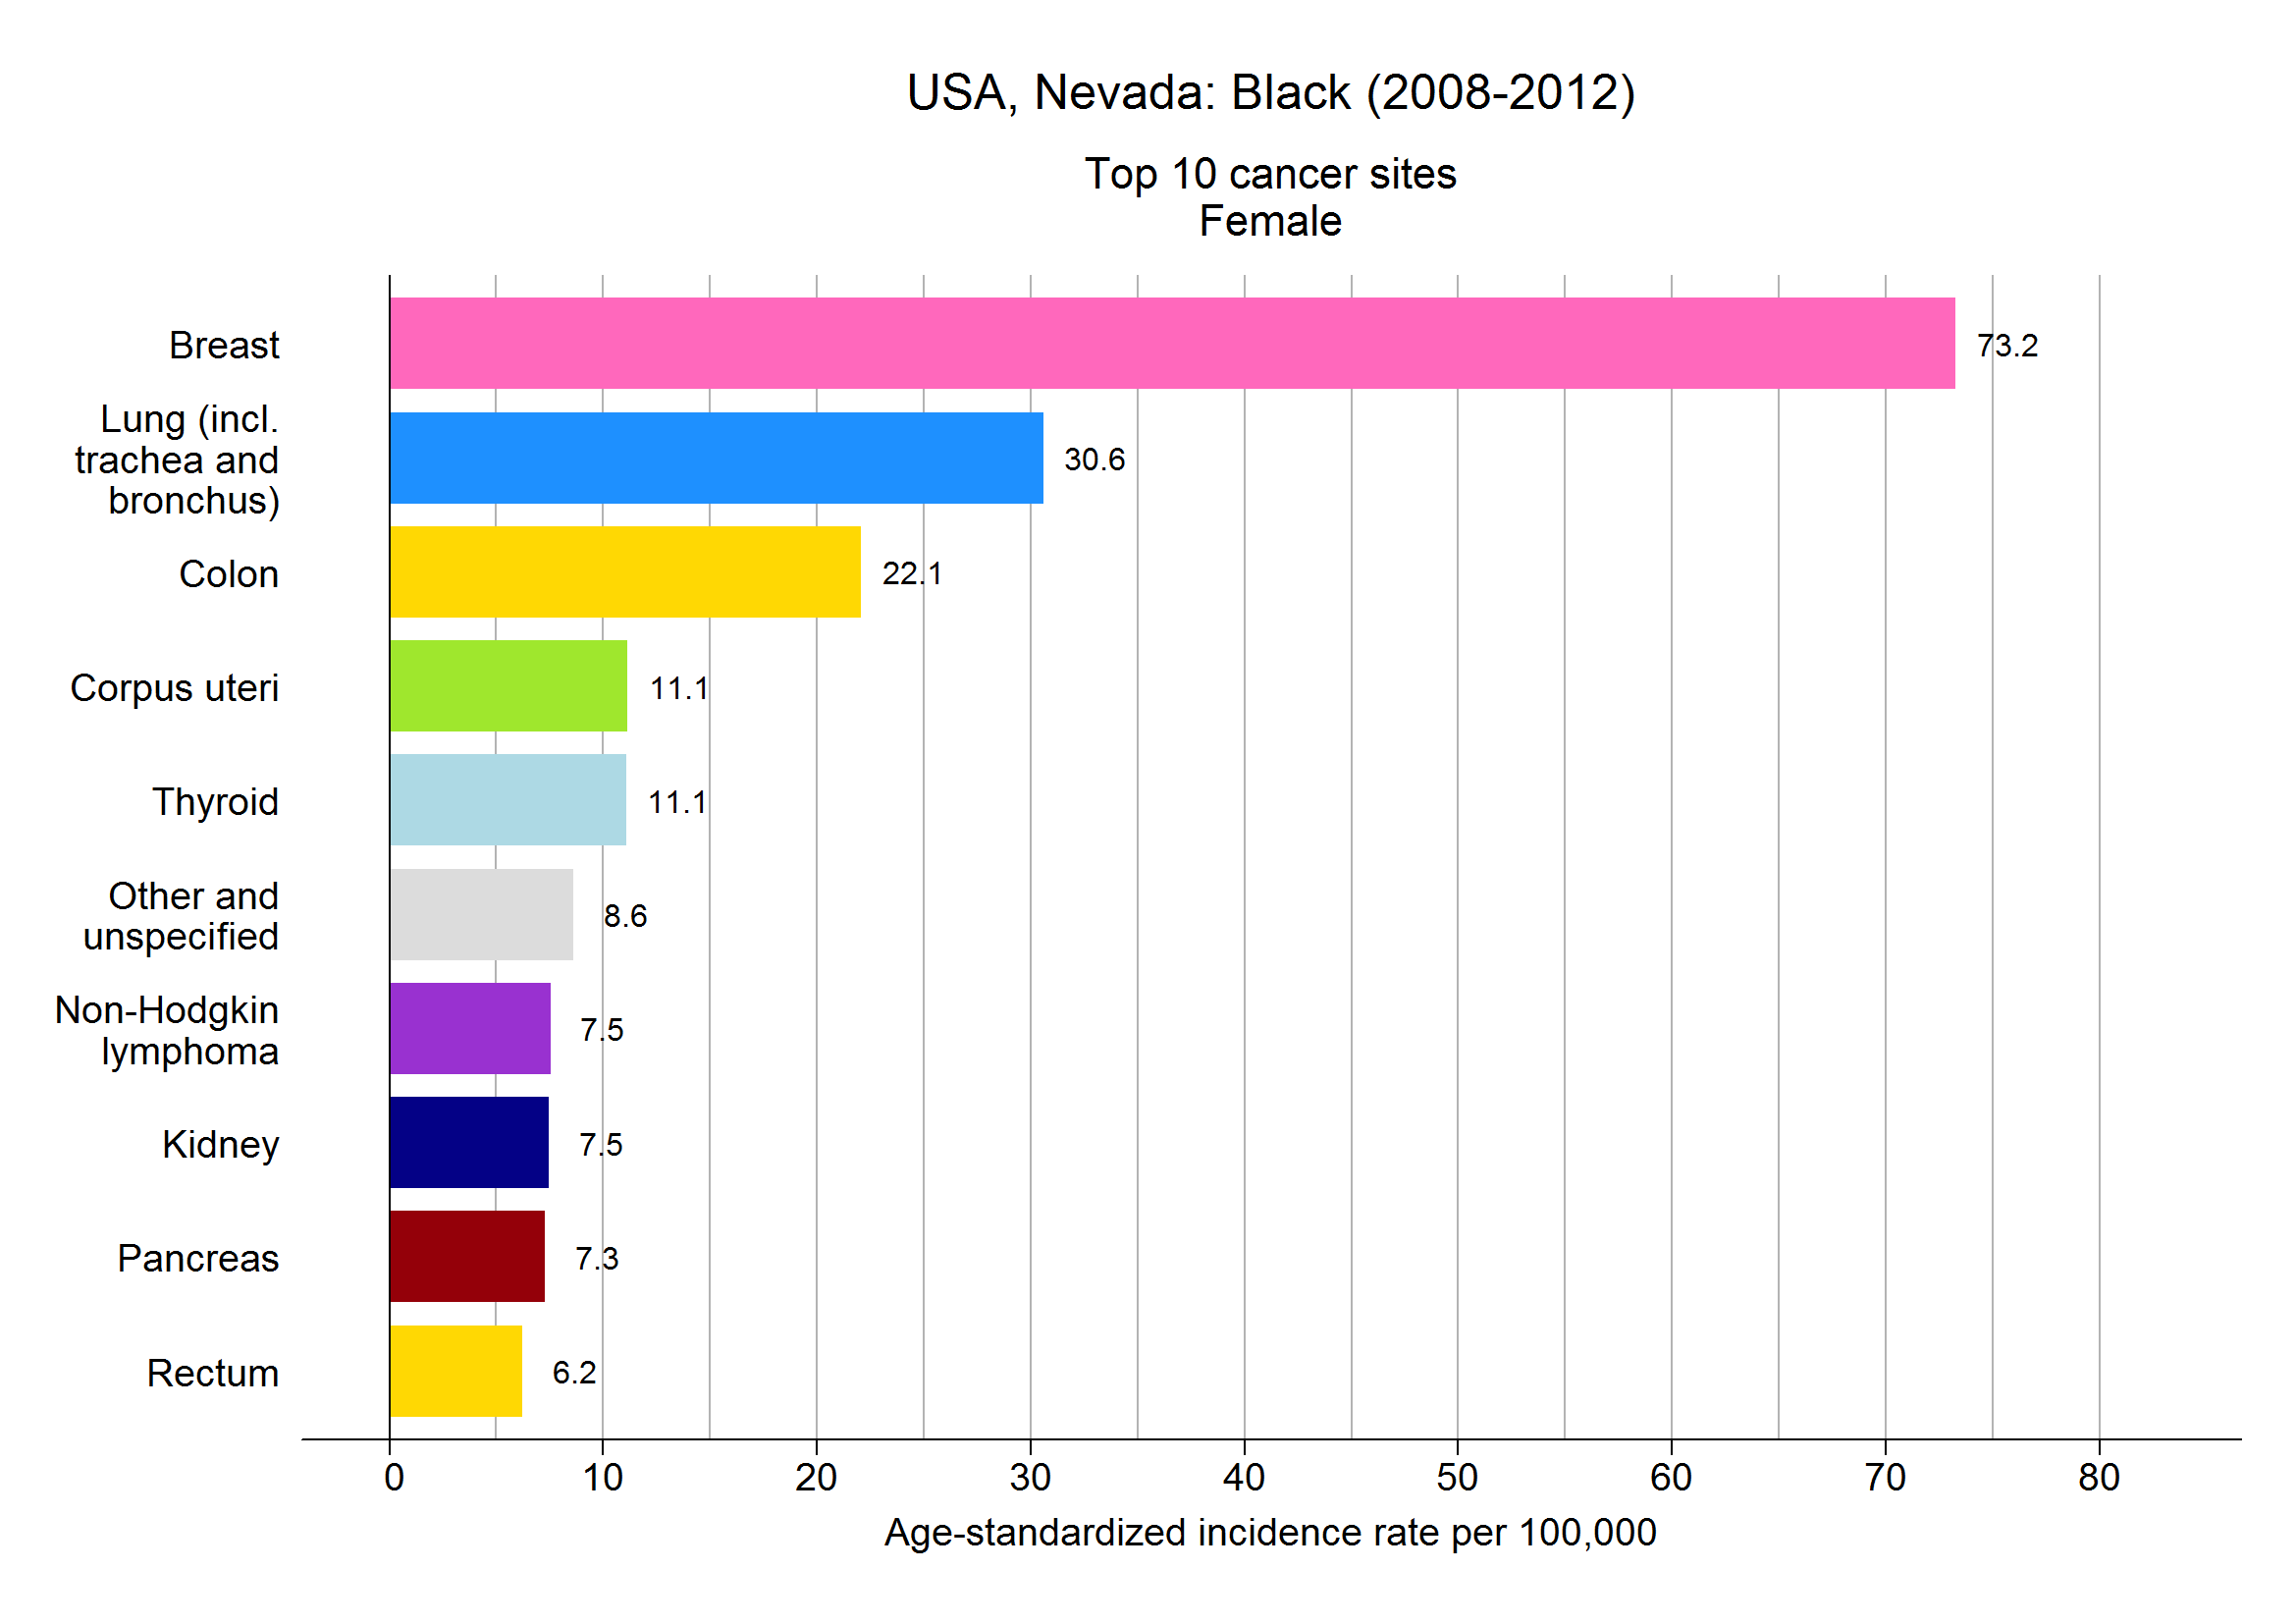 USA, Nevada: Black (2008-2012)
Top 10 cancer sites
Female
Breast
73.2
Lung (incl.
trachea and
bronchus)
30.6
Colon
22.1
Corpus uteri
11.1
Thyroid
11.1
Other and
unspecified
8.6
Non-Hodgkin
lymphoma
7.5
Kidney
7.5
Pancreas
7.3
Rectum
6.2
0 10 20 30 40 50 60 70 80
Age-standardized incidence rate per 100,000